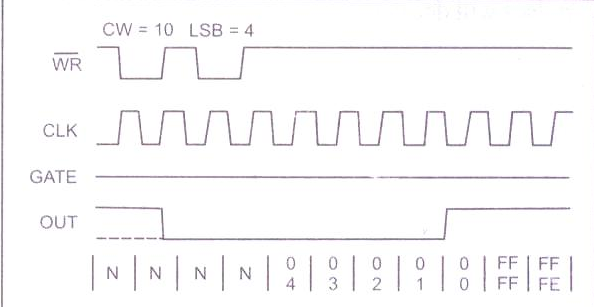 CW = 10 LSB = 4
WR
CLK
GATE
OUT
N N N N 0 0 0 0 0 FF FF
4 3 2 1 0 FF FE